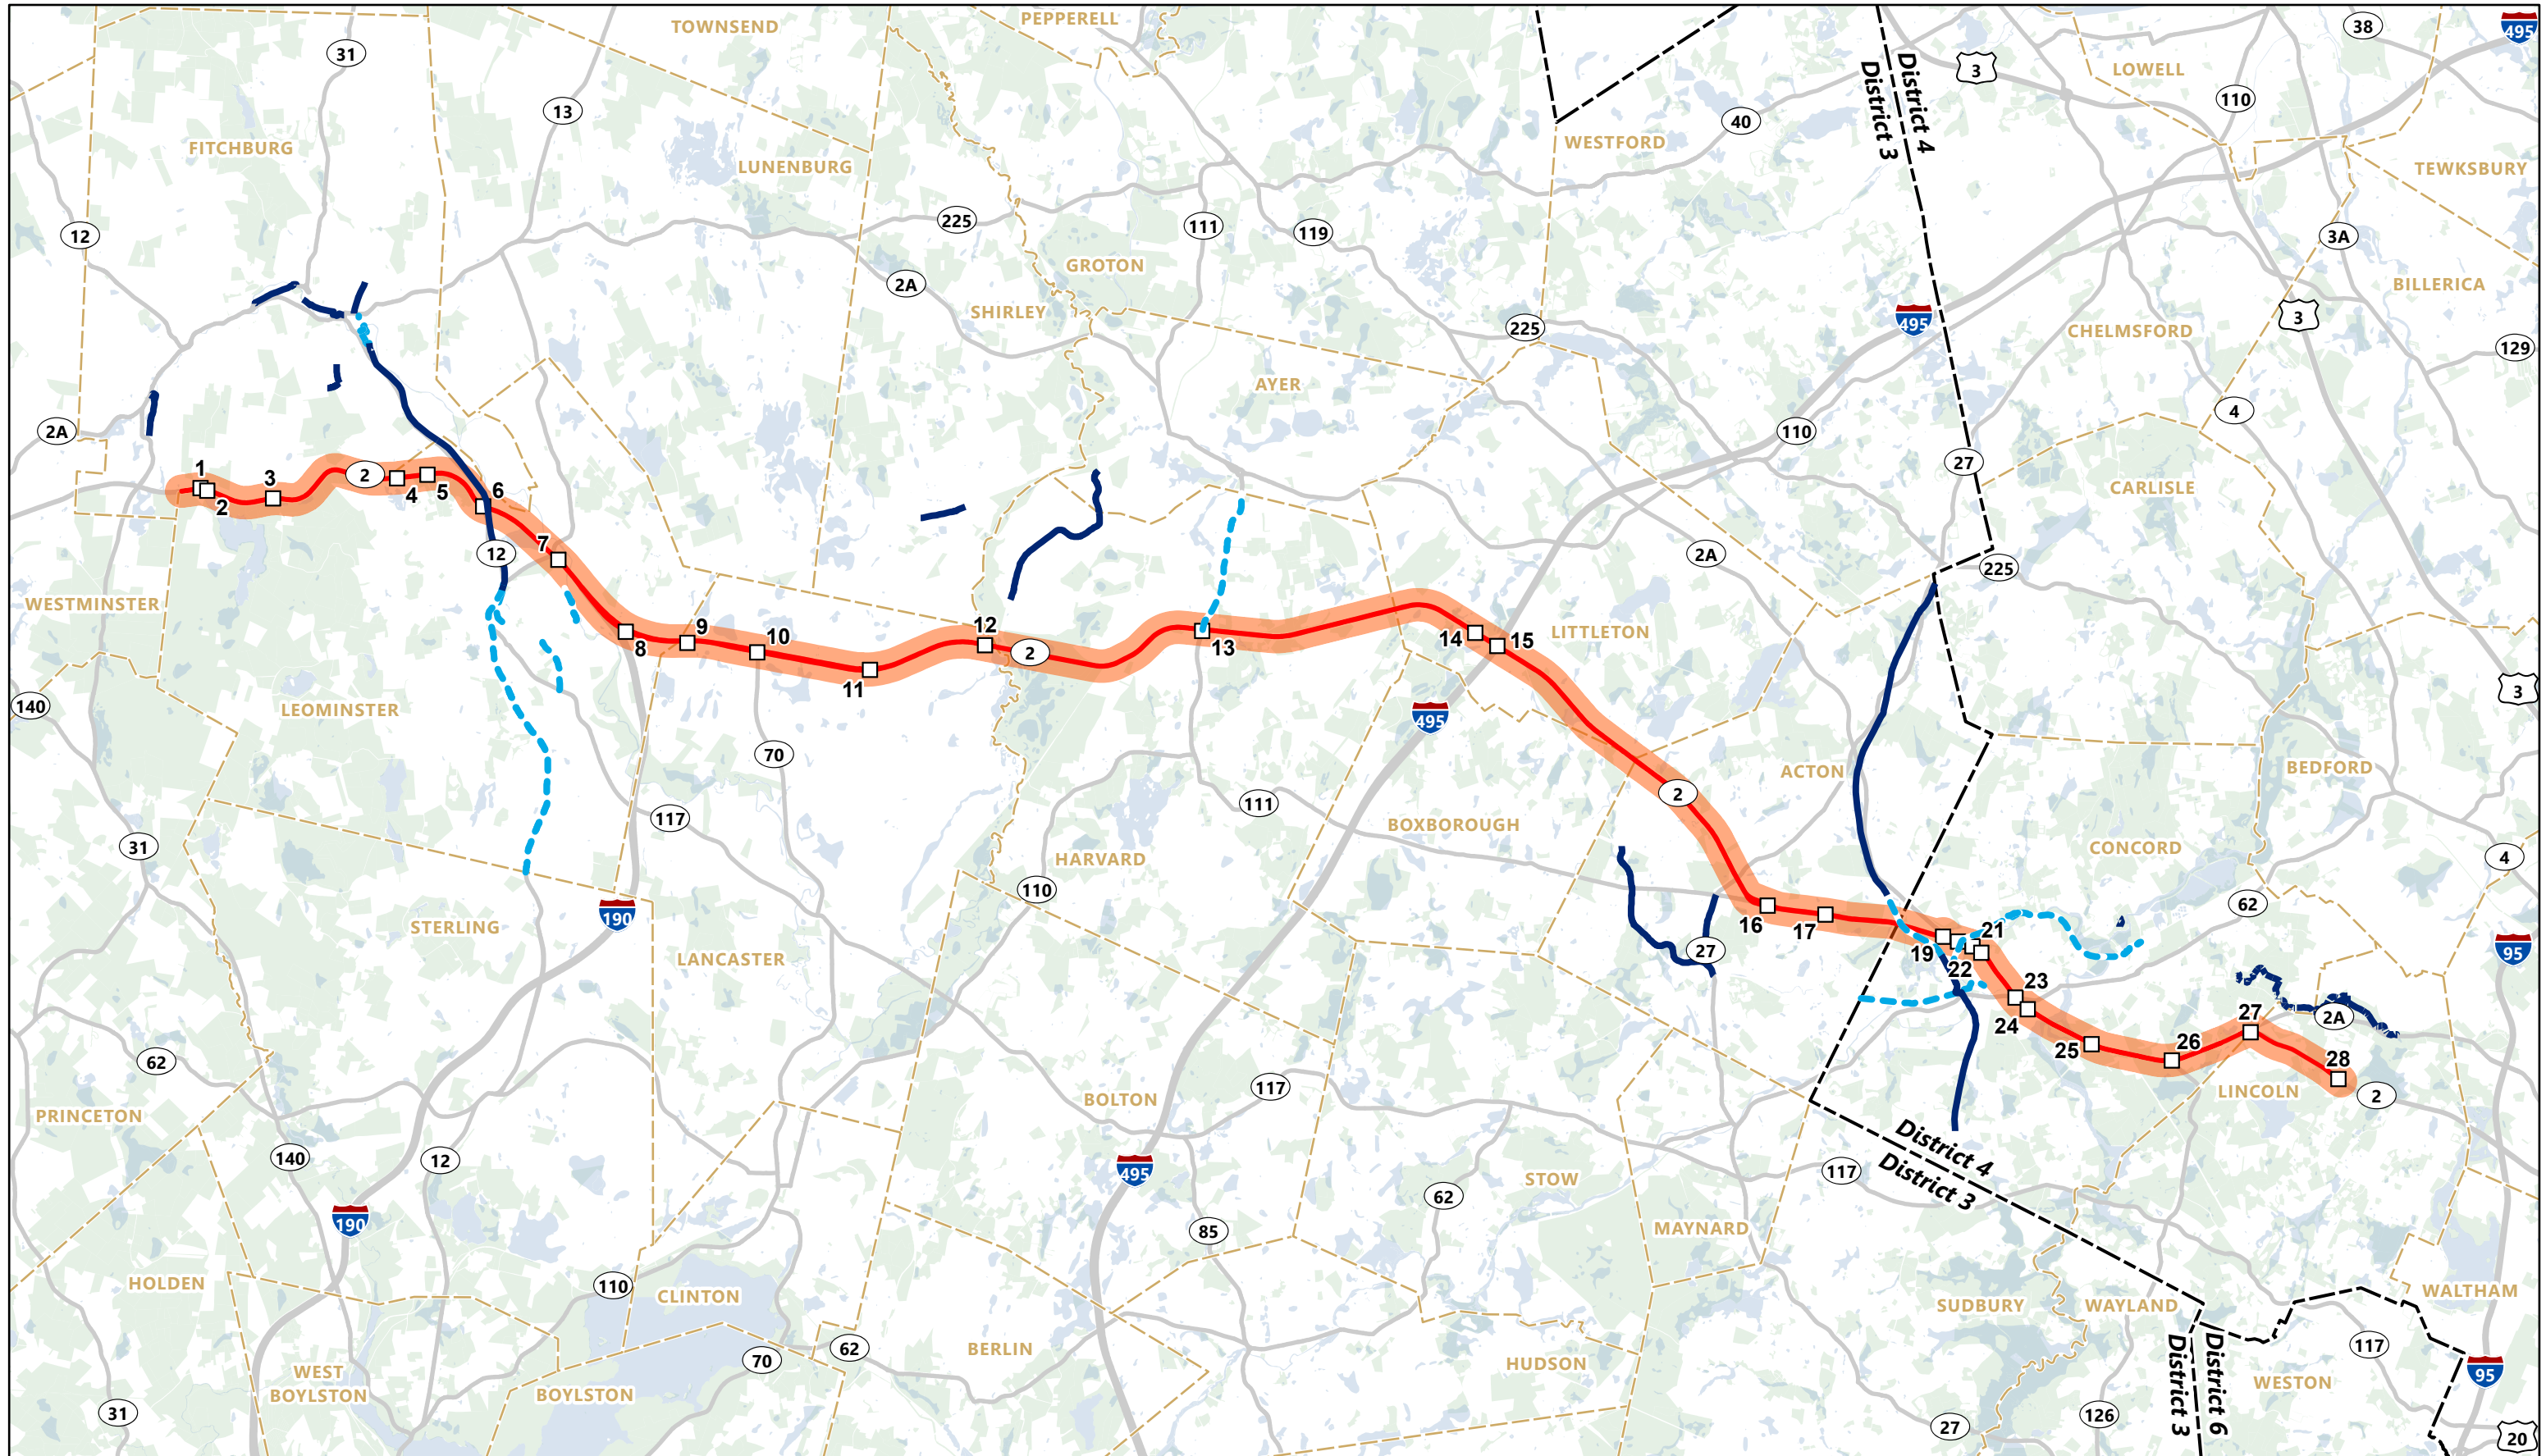 TOWNSEND
PEPPERELL
31
38
495
3
LOWELL
13
110
40
FITCHBURG
WESTFORD
District 4
District 3
LUNENBURG
TEWKSBURY
225
111
119
12
3A
GROTON
2A
BILLERICA
SHIRLEY
225
495
3
CHELMSFORD
129
AYER
4
2A
110
27
1
3
2
4
5
2
6
CARLISLE
7
12
2A
225
WESTMINSTER
8
9
10
12
2
13
14
15
LITTLETON
11
140
LEOMINSTER
495
3
70
ACTON
BEDFORD
2
111
117
BOXBOROUGH
31
CONCORD
HARVARD
4
110
62
190
16
17
STERLING
27
19
21
95
LANCASTER
22
23
24
27
2A
25
26
62
28
117
LINCOLN
2
PRINCETON
BOLTON
140
12
495
District 4
District 3
117
STOW
62
190
85
MAYNARD
HOLDEN
110
CLINTON
SUDBURY
WAYLAND
WALTHAM
62
BERLIN
70
HUDSON
117
District 3
District 6
WEST
BOYLSTON
BOYLSTON
95
WESTON
31
27
126
20